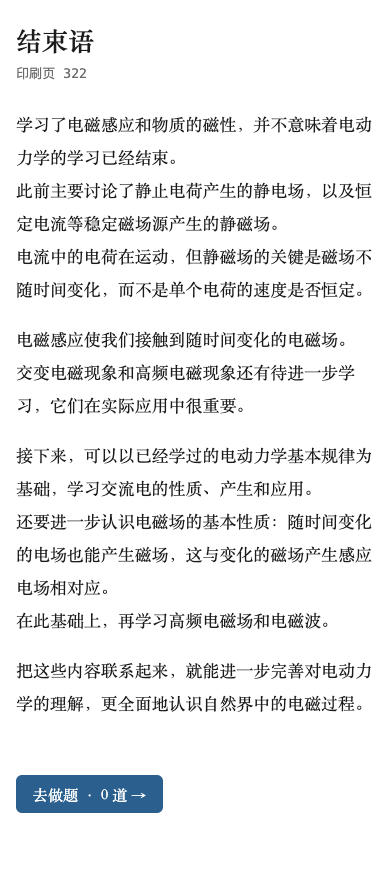 结束语
印刷页 322
学习了电磁感应和物质的磁性，并不意味着电动
力学的学习已经结束。
此前主要讨论了静止电荷产生的静电场，以及恒
定电流等稳定磁场源产生的静磁场。
电流中的电荷在运动，但静磁场的关键是磁场不
随时间变化，而不是单个电荷的速度是否恒定。
电磁感应使我们接触到随时间变化的电磁场。
交变电磁现象和高频电磁现象还有待进一步学
习，它们在实际应用中很重要。
接下来，可以以已经学过的电动力学基本规律为
基础，学习交流电的性质、产生和应用。
还要进一步认识电磁场的基本性质：随时间变化
的电场也能产生磁场，这与变化的磁场产生感应
电场相对应。
在此基础上，再学习高频电磁场和电磁波。
把这些内容联系起来，就能进一步完善对电动力
学的理解，更全面地认识自然界中的电磁过程。
去做题 · 0 道 →